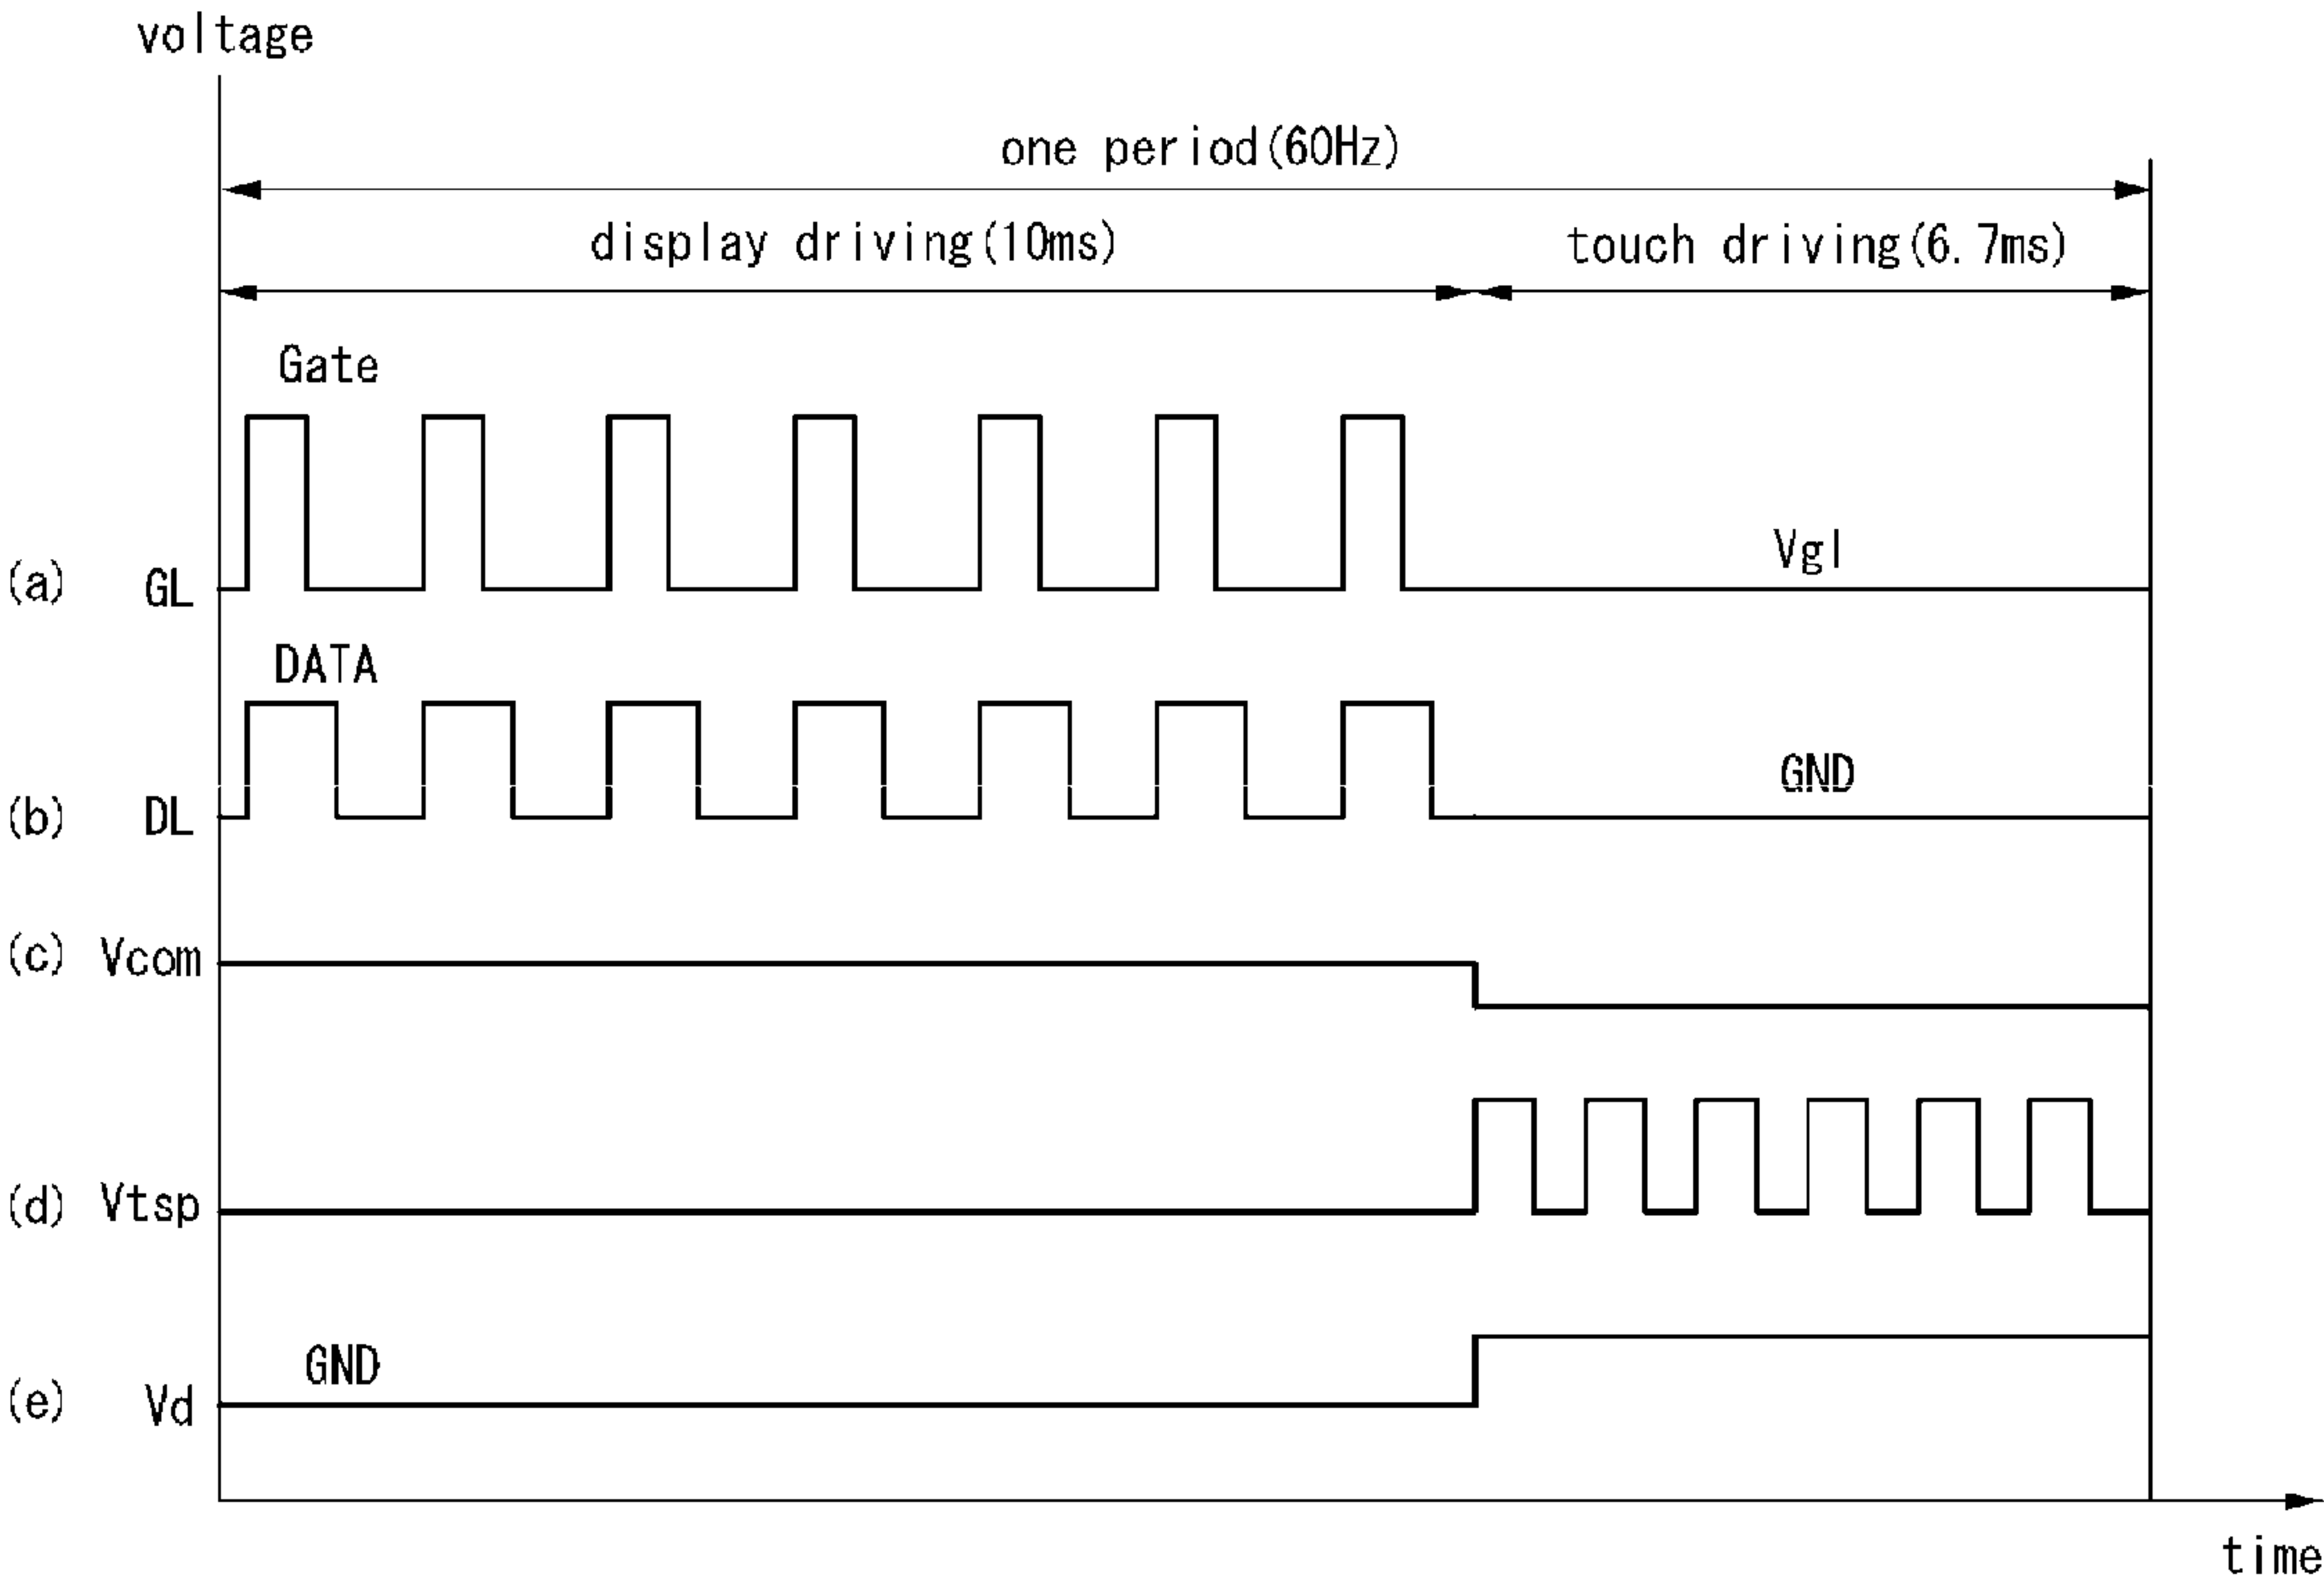 voltage
one period(60Hz)
display driving(10ms) touch driving(6.7ms)
Gate
Vgl
(a) GL
DATA
GND
(b) DL
(c) Vcom
(d) Vtsp
GND
(e) Vd
time